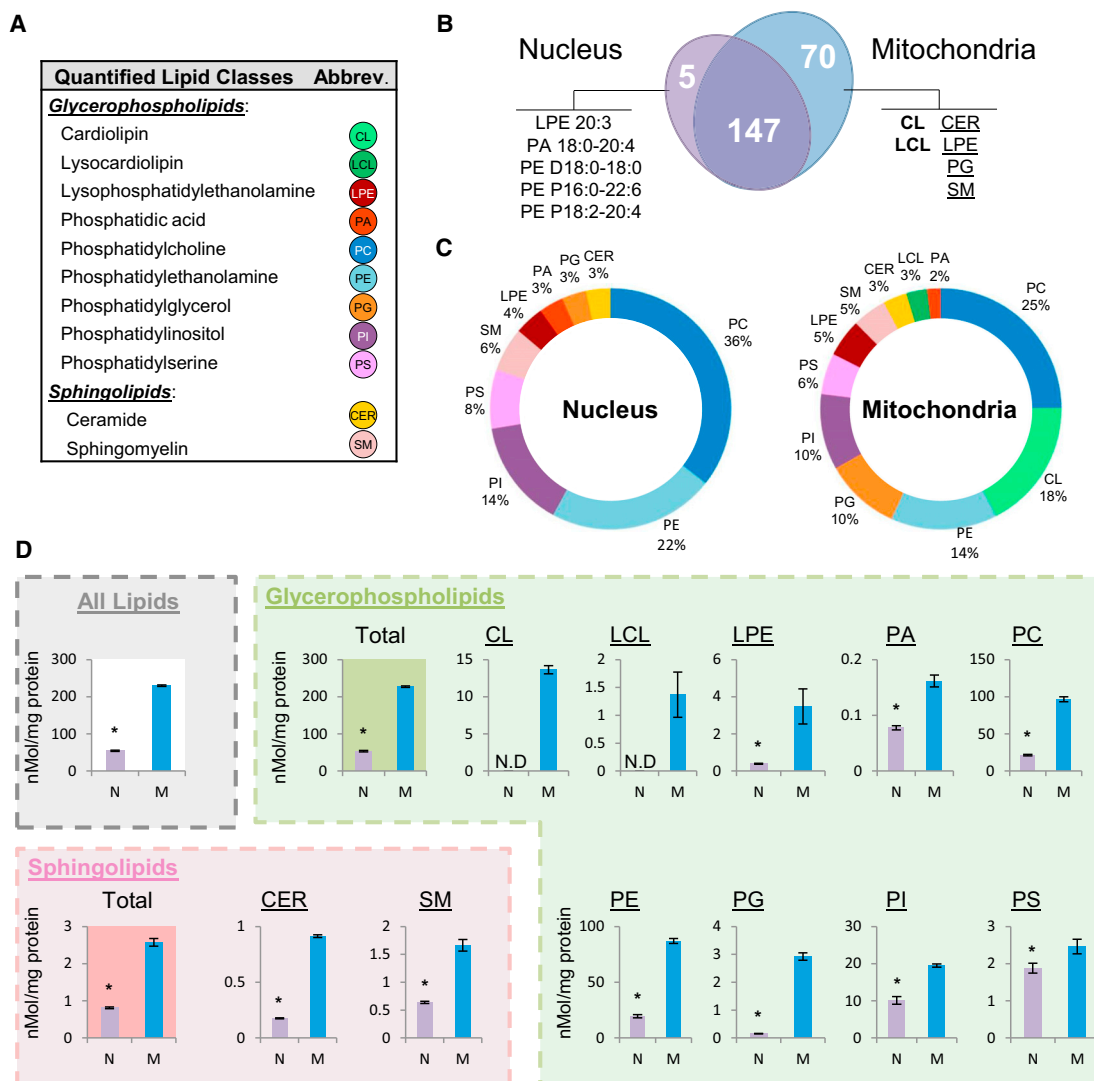 A
Quantified Lipid Classes Abbrev.
Glycerophospholipids:
Cardiolipin CL
Lysocardiolipin LCL
Lysophosphatidylethanolamine LPE
Phosphatidic acid PA
Phosphatidylcholine PC
Phosphatidylethanolamine PE
Phosphatidylglycerol PG
Phosphatidylinositol PI
Phosphatidylserine PS
Sphingolipids:
Ceramide CER
Sphingomyelin SM
B
Nucleus
5
147
70
Mitochondria
LPE 20:3
PA 18:0-20:4
PE D18:0-18:0
PE P16:0-22:6
PE P18:2-20:4
CL CER
LCL LPE
PG
SM
C
Nucleus
PC
36%
PE
22%
PI
14%
PS
8%
SM
6%
LPE
4%
PA
3%
PG
3%
CER
3%
Mitochondria
PC
25%
CL
18%
PE
14%
PG
10%
PI
10%
PS
6%
LPE
5%
SM
5%
CER
3%
LCL
3%
PA
2%
D
All Lipids
nMol/mg protein
300
200
100
0
*
N M
Glycerophospholipids
Total
nMol/mg protein
300
200
100
0
*
N M
CL
15
10
5
0
N.D
N M
LCL
2
1.5
1
0.5
0
N.D
N M
LPE
6
4
2
0
*
N M
PA
0.2
0.1
0
*
N M
PC
150
100
50
0
*
N M
Sphingolipids
Total
nMol/mg protein
3
2
1
0
*
N M
CER
1
0.5
0
*
N M
SM
2
1.5
1
0.5
0
*
N M
PE
nMol/mg protein
100
50
0
*
N M
PG
4
3
2
1
0
*
N M
PI
30
20
10
0
*
N M
PS
3
2
1
0
*
N M